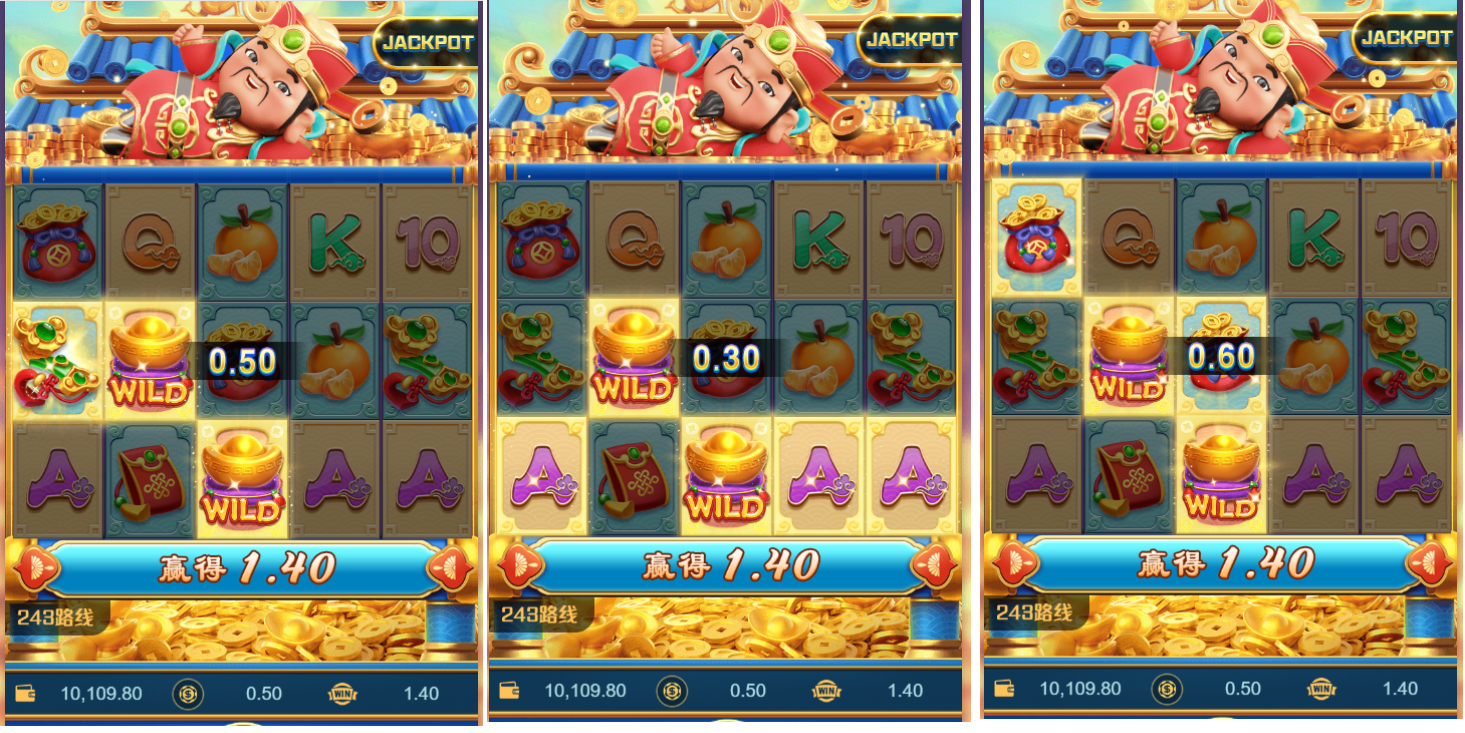 JACKPOT
Q K 10
0.50
WILD
A WILD A A
赢得 1.40
243路线
10,109.80 0.50 WIN 1.40
JACKPOT
Q K 10
0.30
WILD
A WILD A A
赢得 1.40
243路线
10,109.80 0.50 WIN 1.40
JACKPOT
Q K 10
0.60
WILD
A WILD A A
赢得 1.40
243路线
10,109.80 0.50 WIN 1.40